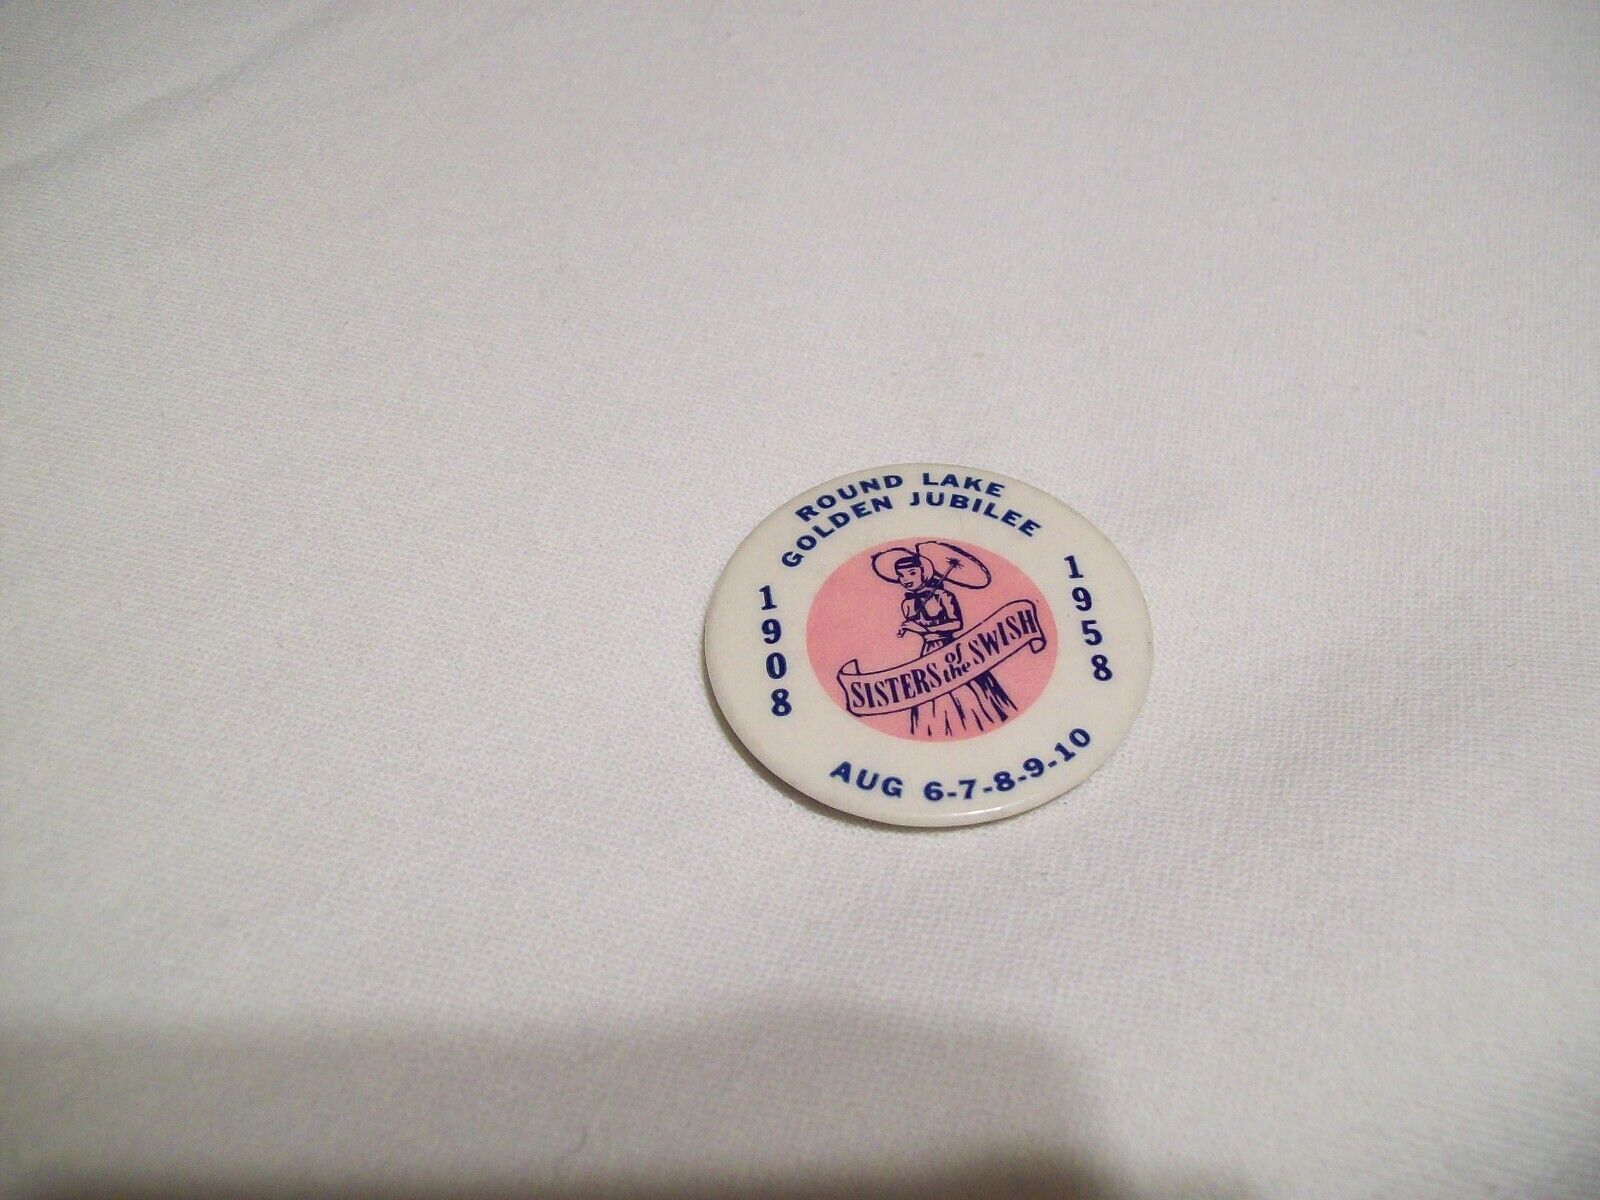 ROUND LAKE
GOLDEN JUBILEE
1908
1958
SISTERS of the SWISH
AUG 6-7-8-9-10